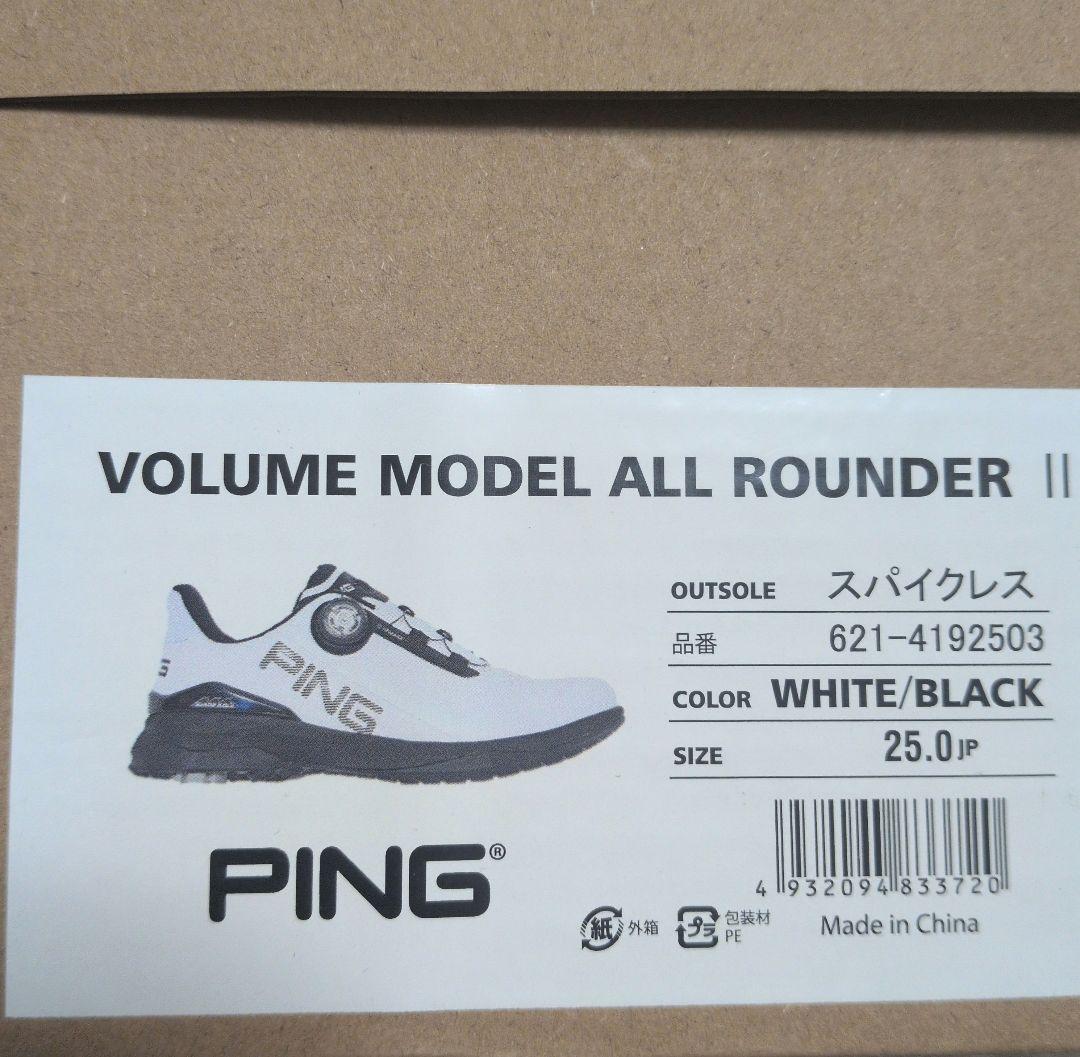 VOLUME MODEL ALL ROUNDER II
OUTSOLE スパイクレス
品番 621-4192503
COLOR WHITE/BLACK
SIZE 25.0 JP
PING
PING®
4 932094 833720
紙 外箱
プラ 包装材
PE
Made in China